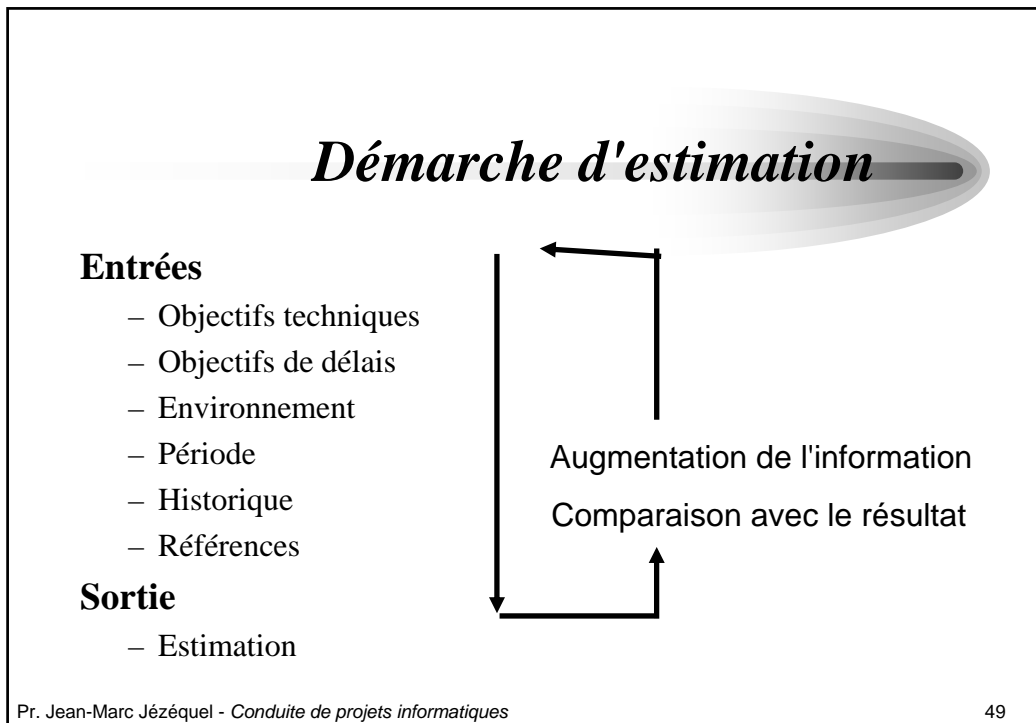 Démarche d'estimation
Entrées
– Objectifs techniques
– Objectifs de délais
– Environnement
– Période
– Historique
– Références
Sortie
– Estimation
Augmentation de l'information
Comparaison avec le résultat
Pr. Jean-Marc Jézéquel - Conduite de projets informatiques
49